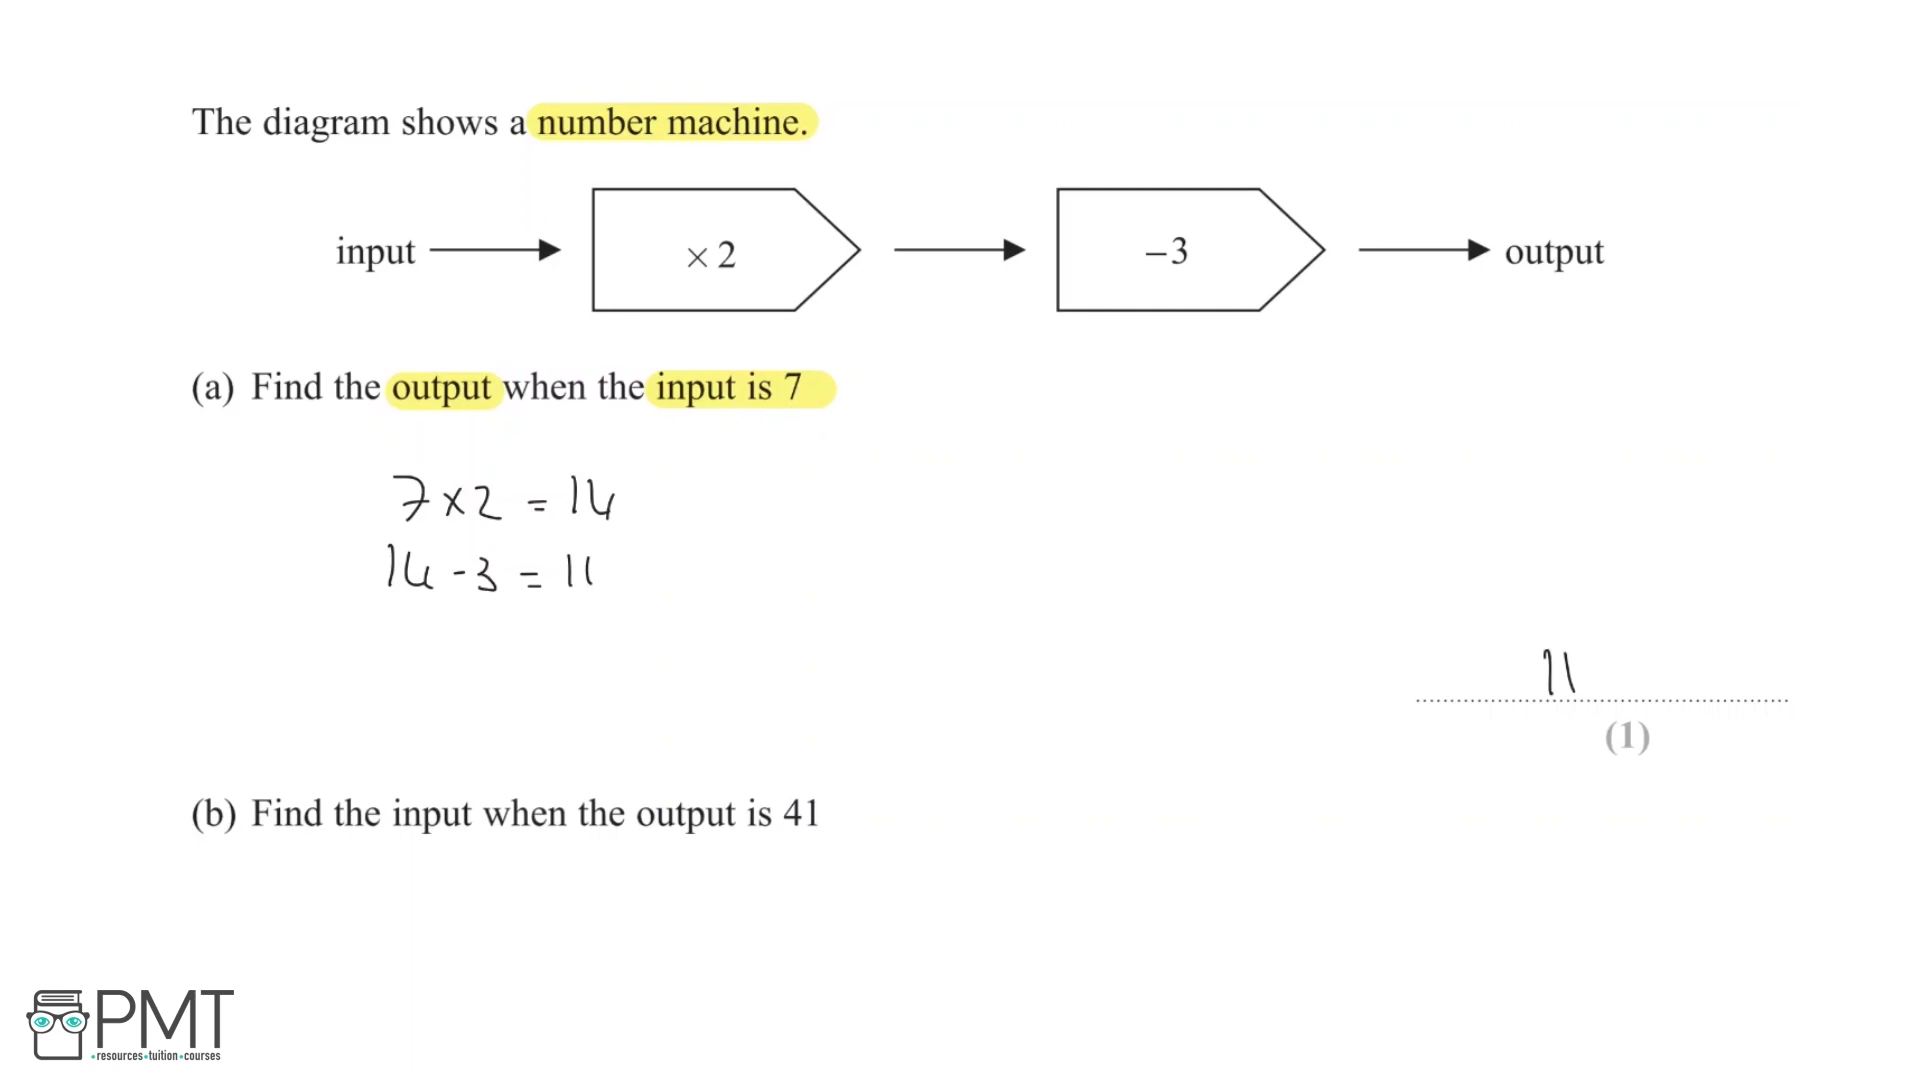 The diagram shows a number machine.
input × 2 −3 output
(a) Find the output when the input is 7
7 × 2 = 14
14 - 3 = 11
11
(1)
(b) Find the input when the output is 41
PMT
•resources•tuition•courses